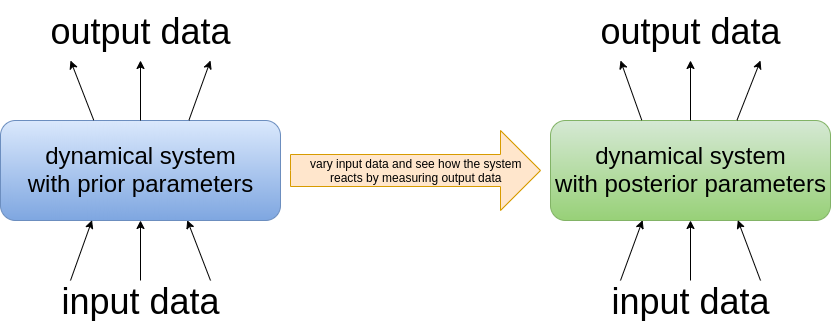 output data
dynamical system
with prior parameters
input data
vary input data and see how the system
reacts by measuring output data
output data
dynamical system
with posterior parameters
input data